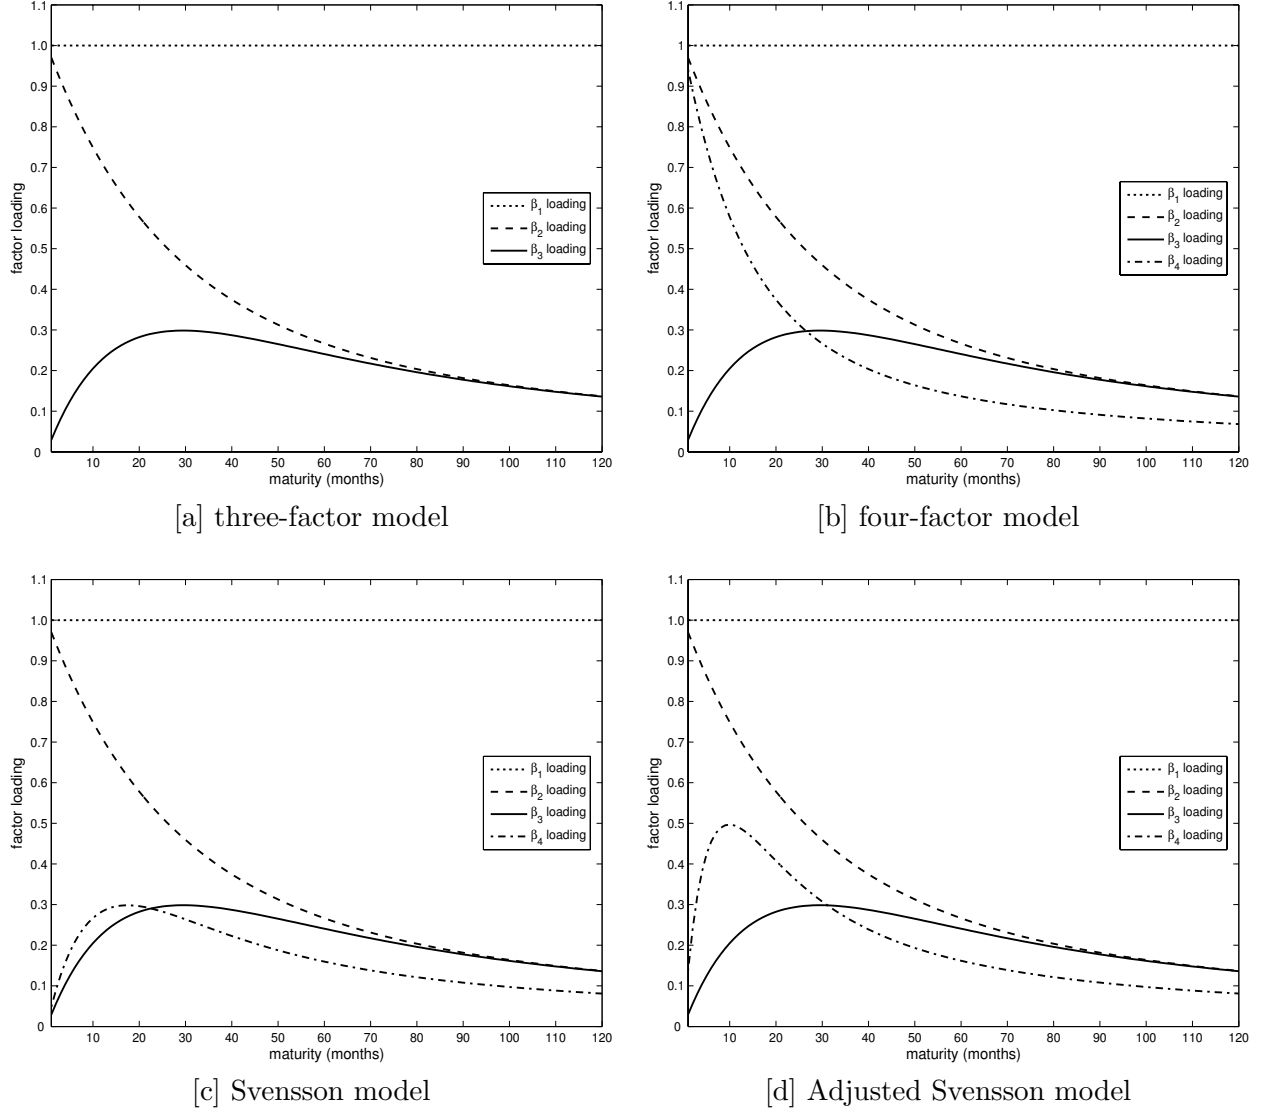 1.1
1.0
0.9
0.8
0.7
0.6
0.5
0.4
0.3
0.2
0.1
0
factor loading
β1 loading
β2 loading
β3 loading
10 20 30 40 50 60 70 80 90 100 110 120
maturity (months)
[a] three-factor model
1.1
1
0.9
0.8
0.7
0.6
0.5
0.4
0.3
0.2
0.1
0
factor loading
β1 loading
β2 loading
β3 loading
β4 loading
10 20 30 40 50 60 70 80 90 100 110 120
maturity (months)
[b] four-factor model
1.1
1.0
0.9
0.8
0.7
0.6
0.5
0.4
0.3
0.2
0.1
0
factor loading
β1 loading
β2 loading
β3 loading
β4 loading
10 20 30 40 50 60 70 80 90 100 110 120
maturity (months)
[c] Svensson model
1.1
1.0
0.9
0.8
0.7
0.6
0.5
0.4
0.3
0.2
0.1
0
factor loading
β1 loading
β2 loading
β3 loading
β4 loading
10 20 30 40 50 60 70 80 90 100 110 120
maturity (months)
[d] Adjusted Svensson model